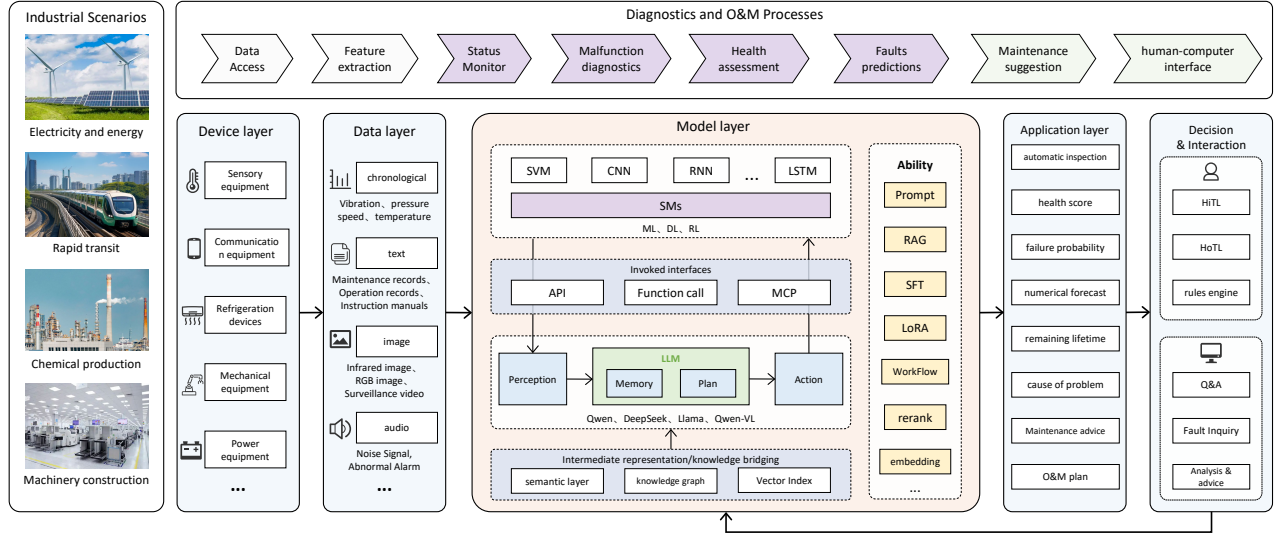 Industrial Scenarios
Electricity and energy
Rapid transit
Chemical production
Machinery construction
Diagnostics and O&M Processes
Data
Access
Feature
extraction
Status
Monitor
Malfunction
diagnostics
Health
assessment
Faults
predictions
Maintenance
suggestion
human-computer
interface
Device layer
Sensory
equipment
Communicatio
n equipment
Refrigeration
devices
Mechanical
equipment
Power
equipment
...
Data layer
chronological
Vibration、pressure
speed、temperature
text
Maintenance records、
Operation records、
Instruction manuals
image
Infrared image、
RGB image、
Surveillance video
audio
Noise Signal,
Abnormal Alarm
...
Model layer
SVM
CNN
RNN
...
LSTM
SMs
ML、DL、RL
Invoked interfaces
API
Function call
MCP
Perception
LLM
Memory
Plan
Action
Qwen、DeepSeek、Llama、Qwen-VL
Intermediate representation/knowledge bridging
semantic layer
knowledge graph
Vector Index
Ability
Prompt
RAG
SFT
LoRA
WorkFlow
rerank
embedding
...
Application layer
automatic inspection
health score
failure probability
numerical forecast
remaining lifetime
cause of problem
Maintenance advice
O&M plan
Decision
& Interaction
HiTL
HoTL
rules engine
Q&A
Fault Inquiry
Analysis &
advice